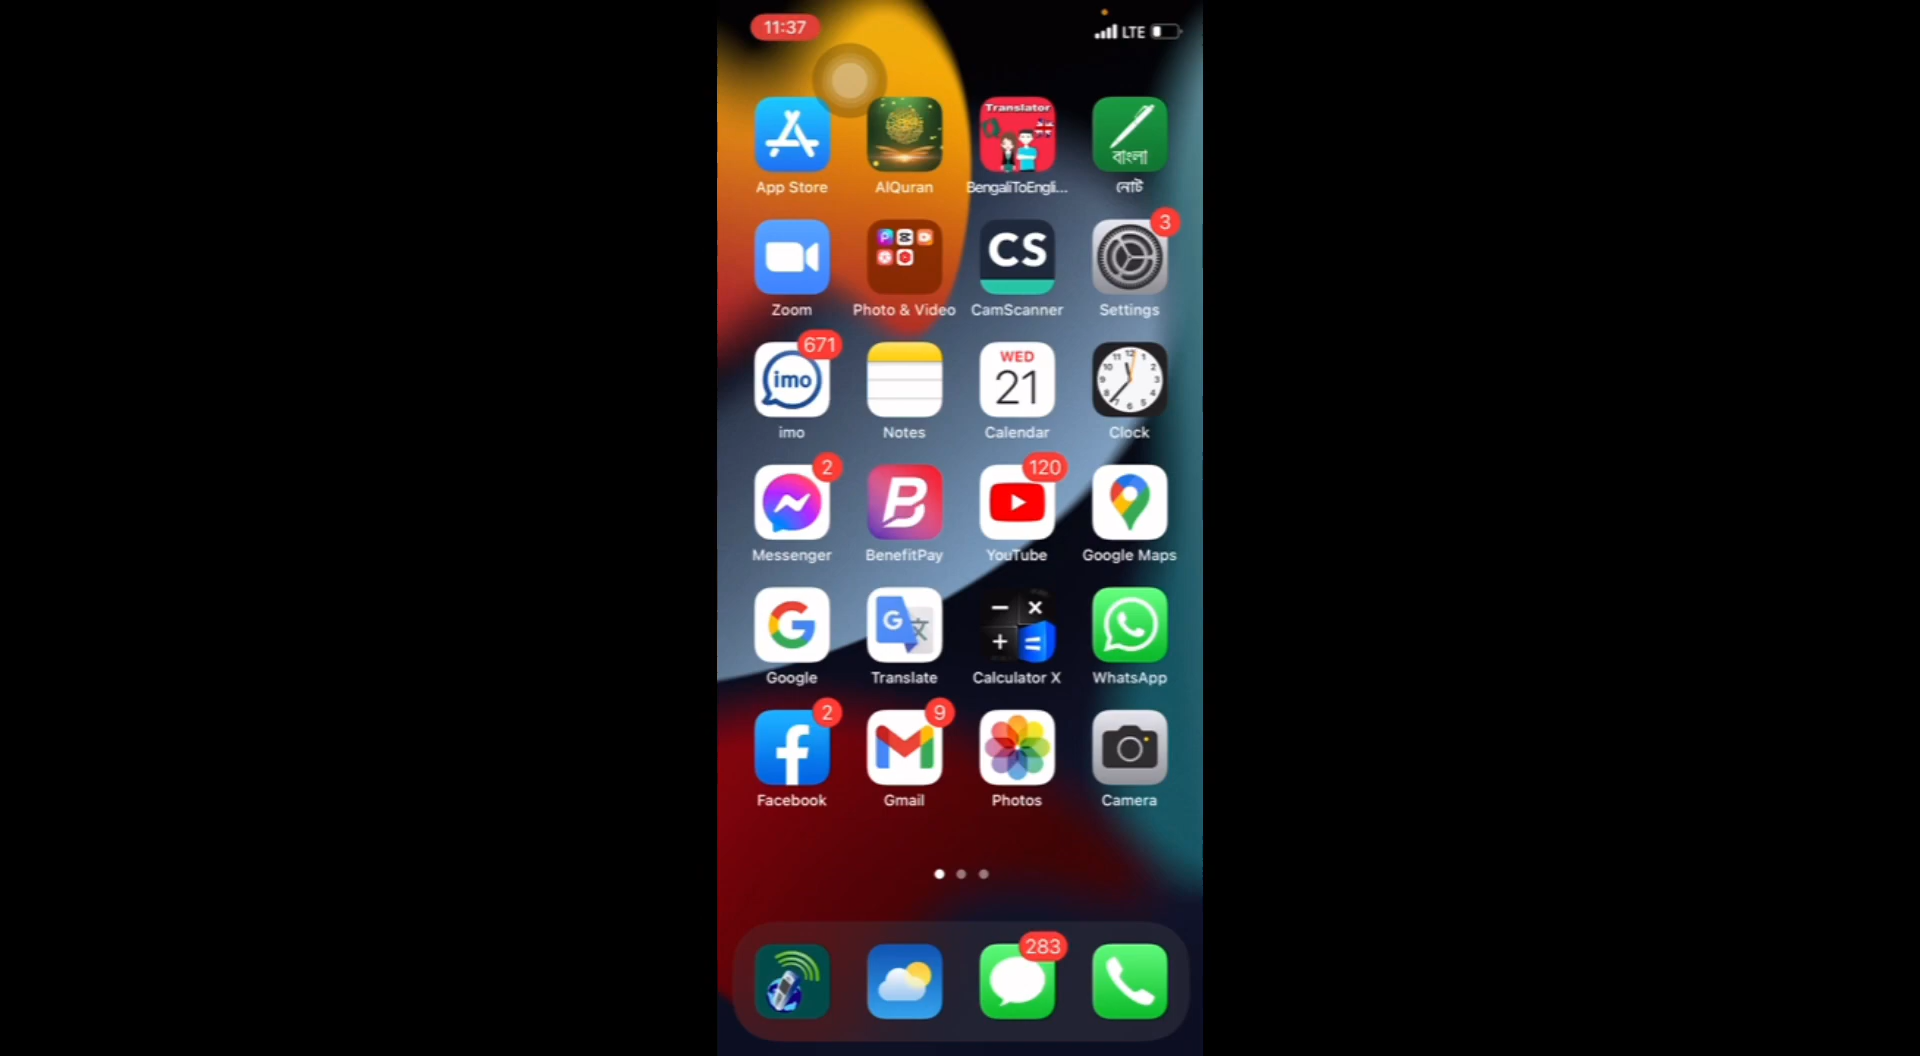 11:37
LTE
Translator
বাংলা
App Store
AlQuran
BengaliToEngli...
নোট
3
CS
Zoom
Photo & Video
CamScanner
Settings
671
imo
WED
21
imo
Notes
Calendar
Clock
2
120
Messenger
BenefitPay
YouTube
Google Maps
Google
Translate
Calculator X
WhatsApp
2
9
Facebook
Gmail
Photos
Camera
283